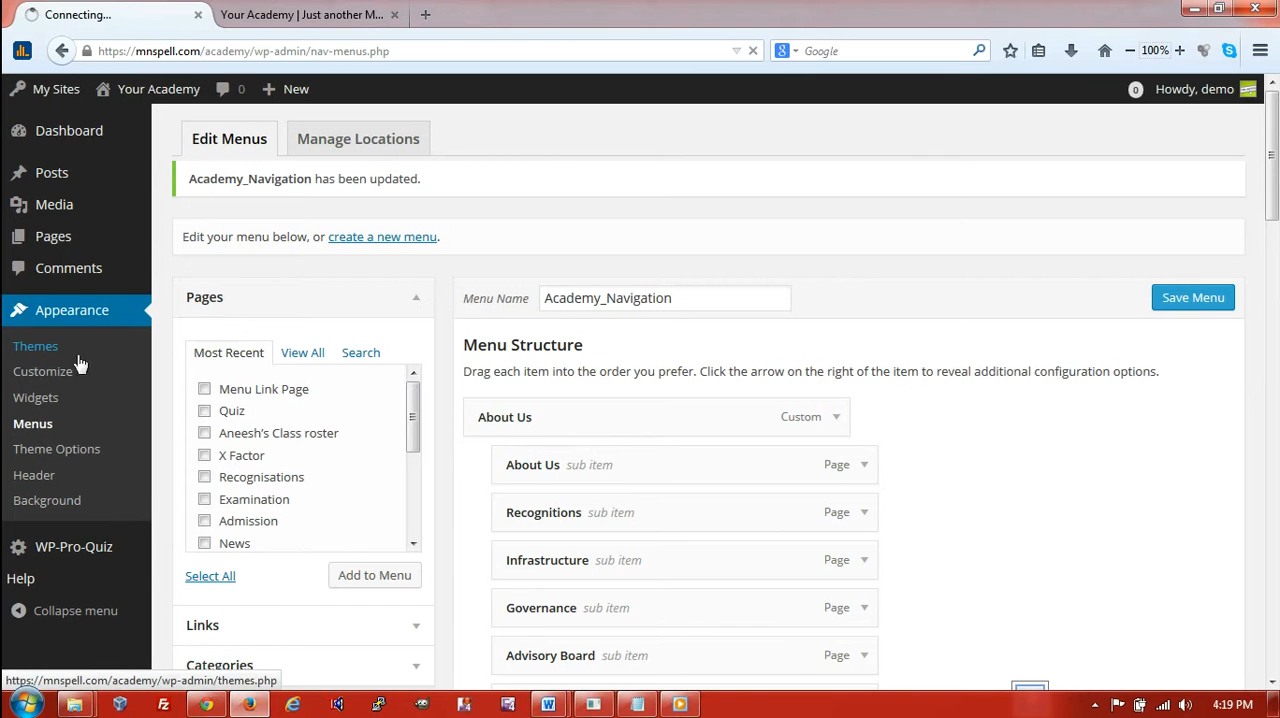 Connecting...
Your Academy | Just another M...
https://mnspell.com/academy/wp-admin/nav-menus.php
Google
100%
My Sites
Your Academy
0
New
0
Howdy, demo
Dashboard
Posts
Media
Pages
Comments
Appearance
Themes
Customize
Widgets
Menus
Theme Options
Header
Background
WP-Pro-Quiz
Help
Collapse menu
Edit Menus
Manage Locations
Academy_Navigation has been updated.
Edit your menu below, or create a new menu.
Pages
Most Recent
View All
Search
Menu Link Page
Quiz
Aneesh's Class roster
X Factor
Recognisations
Examination
Admission
News
Select All
Add to Menu
Links
Categories
Menu Name
Academy_Navigation
Save Menu
Menu Structure
Drag each item into the order you prefer. Click the arrow on the right of the item to reveal additional configuration options.
About Us Custom
About Us sub item Page
Recognitions sub item Page
Infrastructure sub item Page
Governance sub item Page
Advisory Board sub item Page
https://mnspell.com/academy/wp-admin/themes.php
4:19 PM